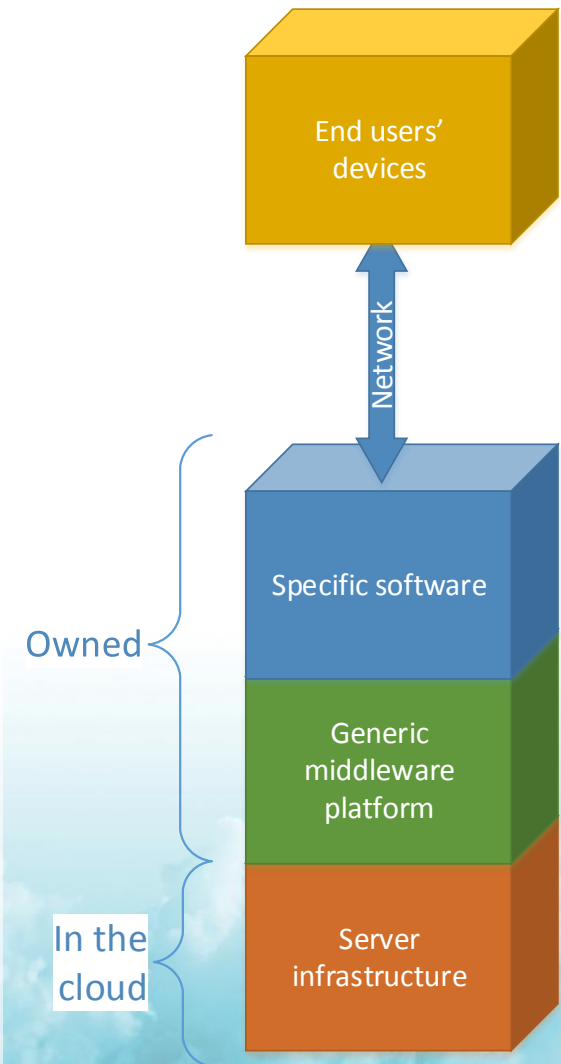 End users’
devices
Network
Specific software
Owned
Generic
middleware
platform
In the
cloud
Server
infrastructure